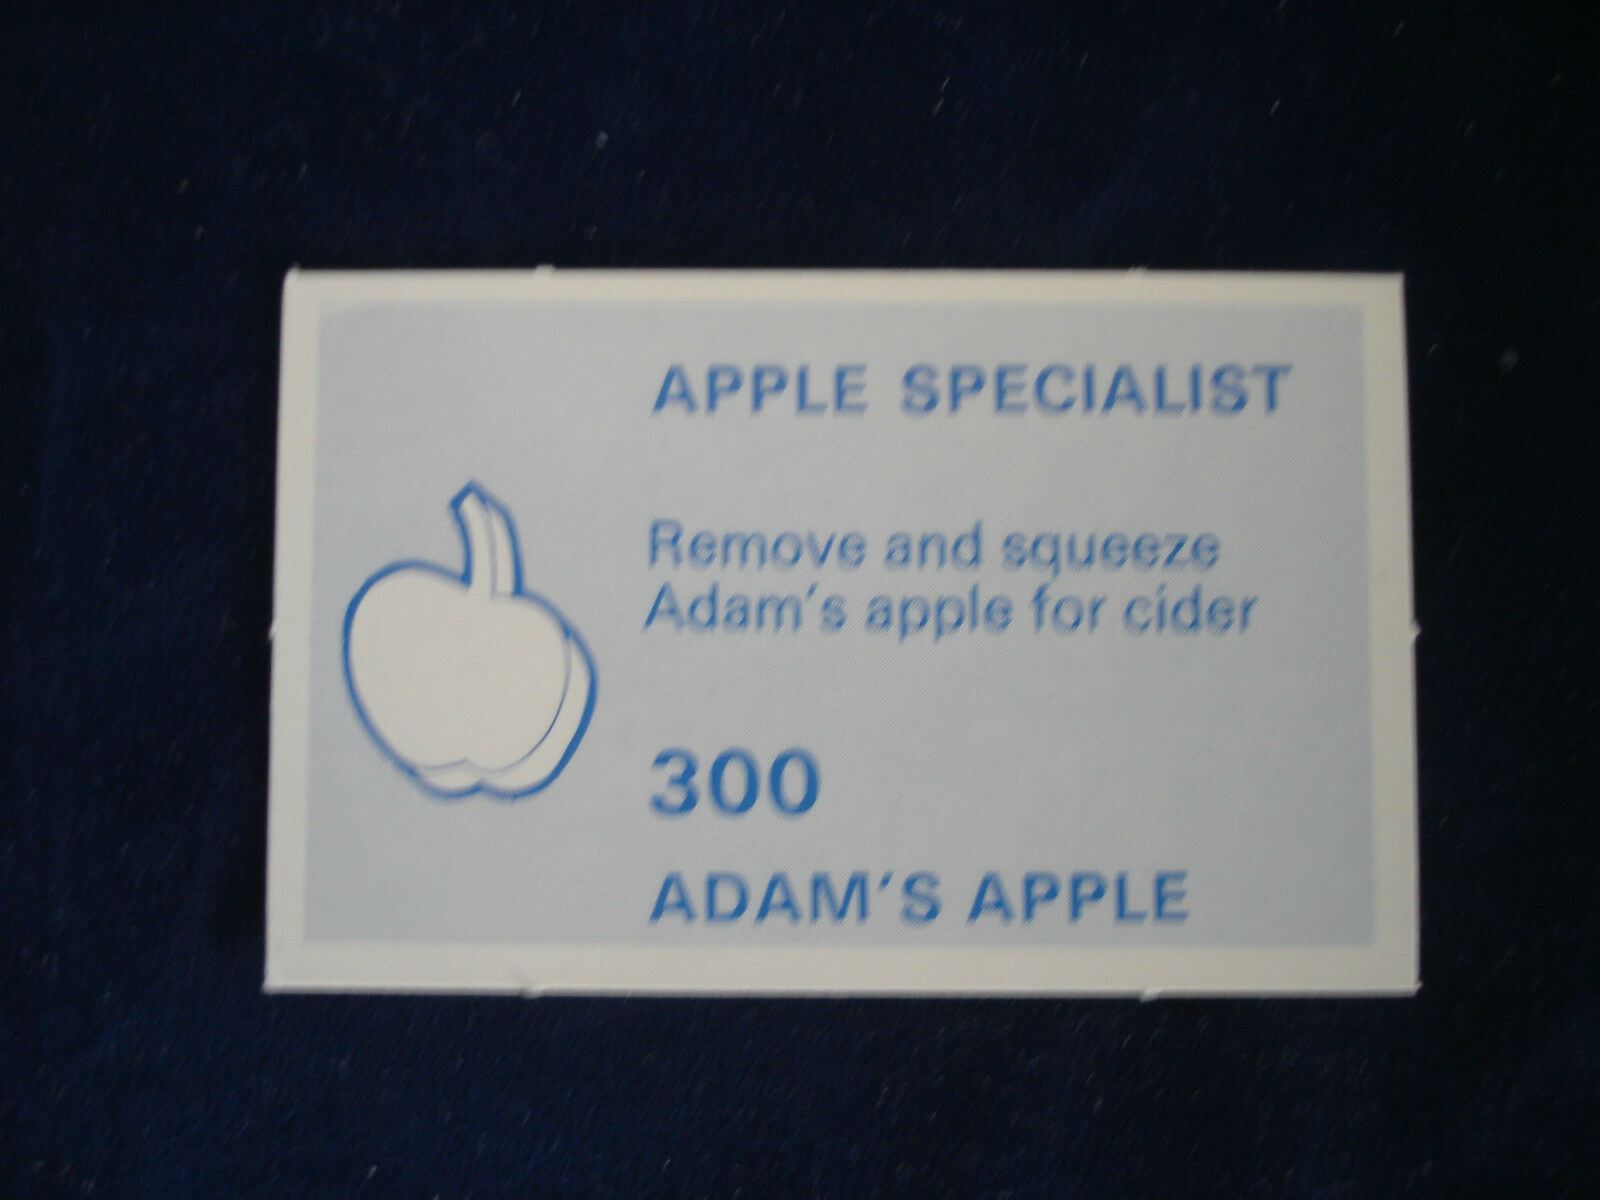 APPLE SPECIALIST
Remove and squeeze
Adam's apple for cider
300
ADAM'S APPLE